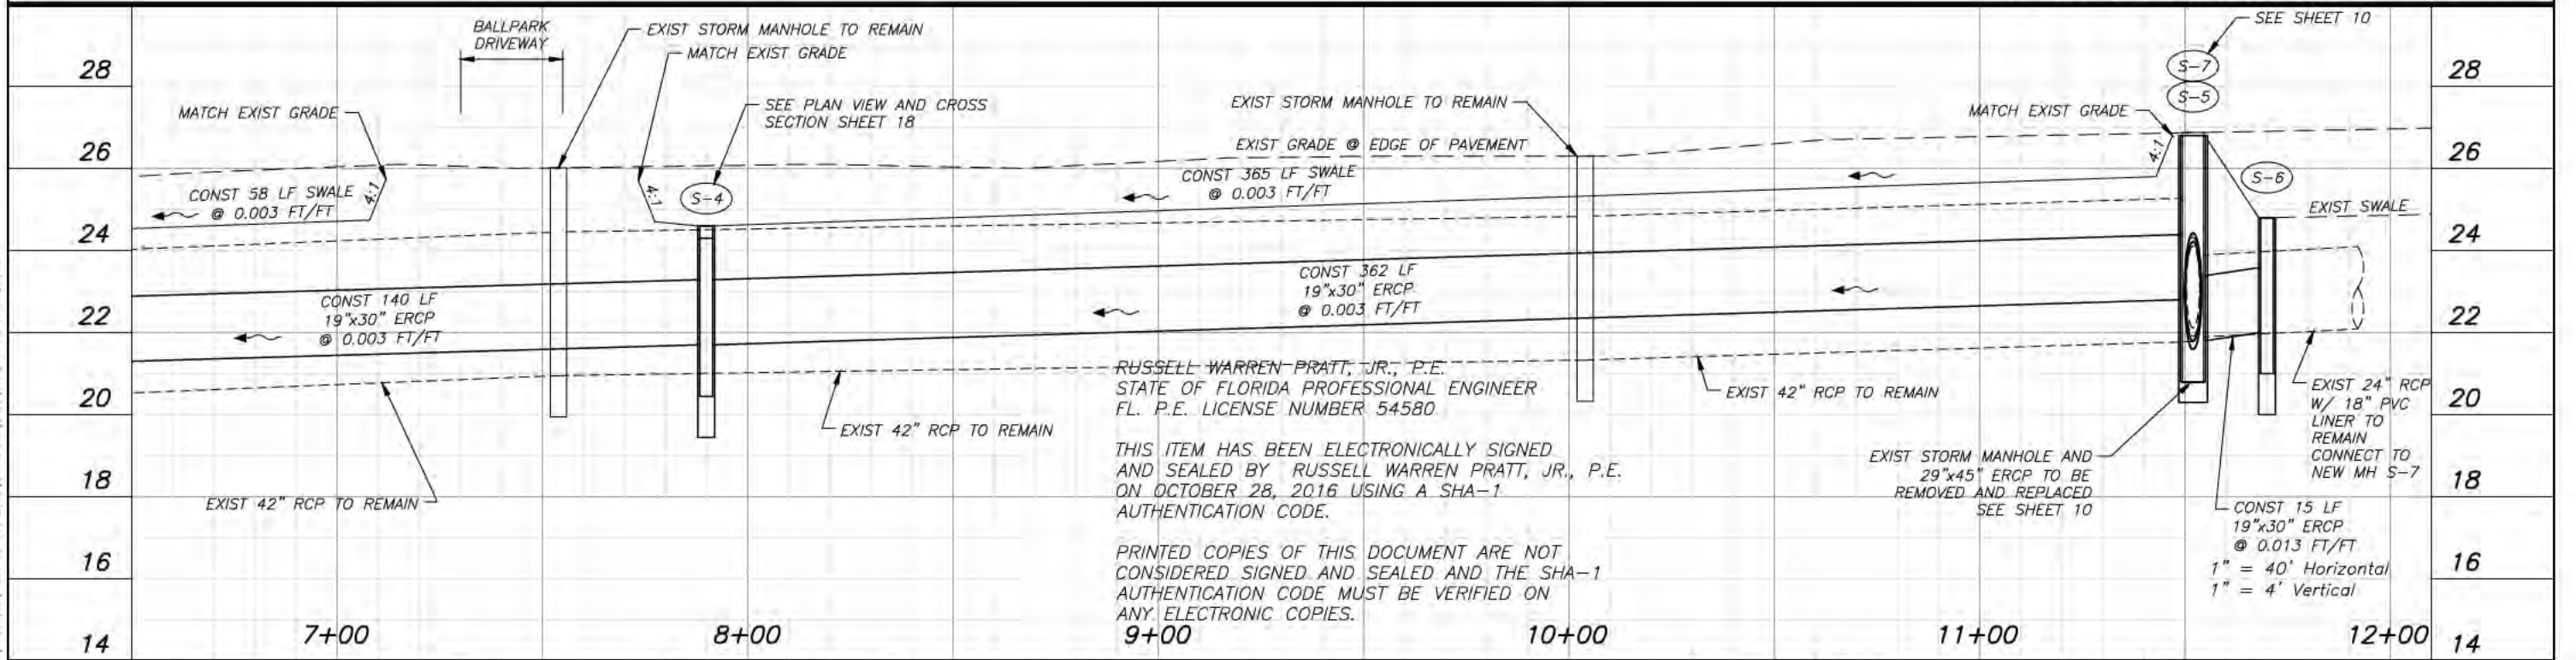 BALLPARK
DRIVEWAY
EXIST STORM MANHOLE TO REMAIN
MATCH EXIST GRADE
SEE SHEET 10
28
MATCH EXIST GRADE
SEE PLAN VIEW AND CROSS
SECTION SHEET 18
EXIST STORM MANHOLE TO REMAIN
MATCH EXIST GRADE
S-7
S-5
28
26
EXIST GRADE @ EDGE OF PAVEMENT
26
CONST 58 LF SWALE
@ 0.003 FT/FT
4:1
4:1
S-4
CONST 365 LF SWALE
@ 0.003 FT/FT
4:1
S-6
EXIST SWALE
24
24
CONST 140 LF
19"x30" ERCP
@ 0.003 FT/FT
CONST 362 LF
19"x30" ERCP
@ 0.003 FT/FT
22
22
20
EXIST 42" RCP TO REMAIN
EXIST 42" RCP TO REMAIN
RUSSELL WARREN PRATT, JR., P.E.
STATE OF FLORIDA PROFESSIONAL ENGINEER
FL. P.E. LICENSE NUMBER 54580
THIS ITEM HAS BEEN ELECTRONICALLY SIGNED
AND SEALED BY RUSSELL WARREN PRATT, JR., P.E.
ON OCTOBER 28, 2016 USING A SHA-1
AUTHENTICATION CODE.
PRINTED COPIES OF THIS DOCUMENT ARE NOT
CONSIDERED SIGNED AND SEALED AND THE SHA-1
AUTHENTICATION CODE MUST BE VERIFIED ON
ANY ELECTRONIC COPIES.
EXIST 42" RCP TO REMAIN
EXIST STORM MANHOLE AND
29"x45" ERCP TO BE
REMOVED AND REPLACED
SEE SHEET 10
EXIST 24" RCP
W/ 18" PVC
LINER TO
REMAIN
CONNECT TO
NEW MH S-7
20
18
18
CONST 15 LF
19"x30" ERCP
@ 0.013 FT/FT
1" = 40' Horizontal
1" = 4' Vertical
16
16
14
7+00
8+00
9+00
10+00
11+00
12+00
14